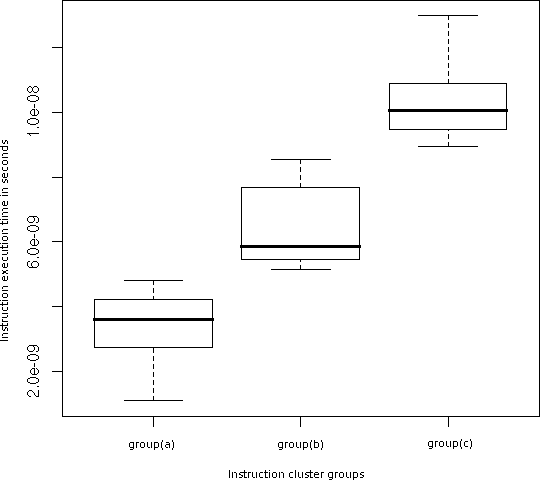 Instruction execution time in seconds
1.0e-08
6.0e-09
2.0e-09
group(a) group(b) group(c)
Instruction cluster groups